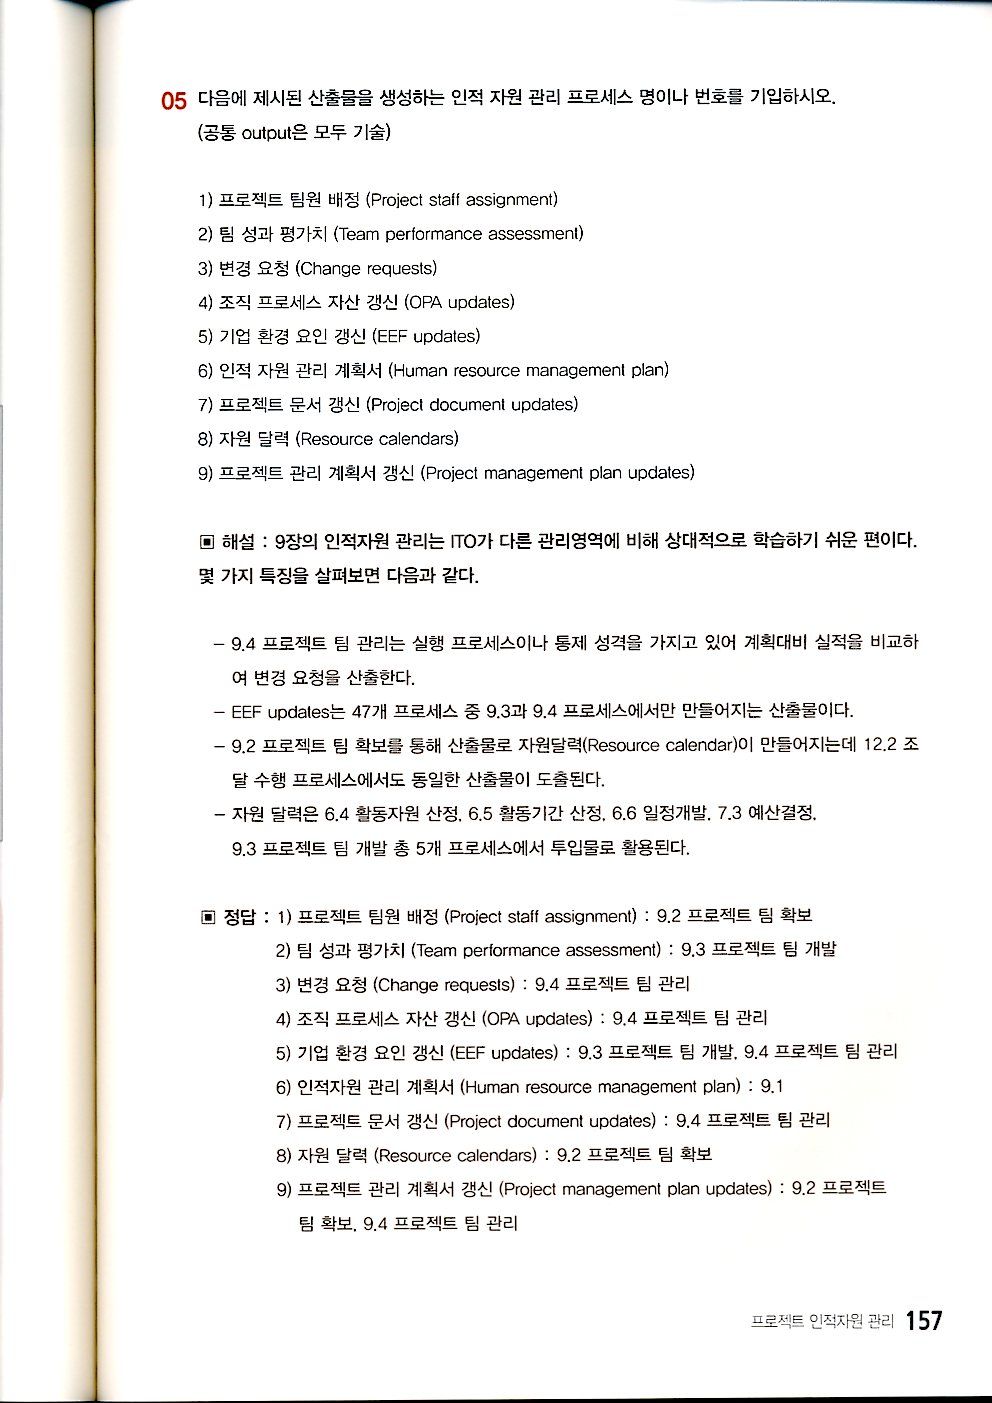 05 다음에 제시된 산출물을 생성하는 인적 자원 관리 프로세스 명이나 번호를 기입하시오.
(공통 output은 모두 기술)
1) 프로젝트 팀원 배정 (Project staff assignment)
2) 팀 성과 평가치 (Team performance assessment)
3) 변경 요청 (Change requests)
4) 조직 프로세스 자산 갱신 (OPA updates)
5) 기업 환경 요인 갱신 (EEF updates)
6) 인적 자원 관리 계획서 (Human resource management plan)
7) 프로젝트 문서 갱신 (Project document updates)
8) 자원 달력 (Resource calendars)
9) 프로젝트 관리 계획서 갱신 (Project management plan updates)
▣ 해설 : 9장의 인적자원 관리는 ITO가 다른 관리영역에 비해 상대적으로 학습하기 쉬운 편이다.
몇 가지 특징을 살펴보면 다음과 같다.
– 9.4 프로젝트 팀 관리는 실행 프로세스이나 통제 성격을 가지고 있어 계획대비 실적을 비교하
여 변경 요청을 산출한다.
– EEF updates는 47개 프로세스 중 9.3과 9.4 프로세스에서만 만들어지는 산출물이다.
– 9.2 프로젝트 팀 확보를 통해 산출물로 자원달력(Resource calendar)이 만들어지는데 12.2 조
달 수행 프로세스에서도 동일한 산출물이 도출된다.
– 자원 달력은 6.4 활동자원 산정, 6.5 활동기간 산정, 6.6 일정개발, 7.3 예산결정,
9.3 프로젝트 팀 개발 총 5개 프로세스에서 투입물로 활용된다.
▣ 정답 : 1) 프로젝트 팀원 배정 (Project staff assignment) : 9.2 프로젝트 팀 확보
2) 팀 성과 평가치 (Team performance assessment) : 9.3 프로젝트 팀 개발
3) 변경 요청 (Change requests) : 9.4 프로젝트 팀 관리
4) 조직 프로세스 자산 갱신 (OPA updates) : 9.4 프로젝트 팀 관리
5) 기업 환경 요인 갱신 (EEF updates) : 9.3 프로젝트 팀 개발, 9.4 프로젝트 팀 관리
6) 인적자원 관리 계획서 (Human resource management plan) : 9.1
7) 프로젝트 문서 갱신 (Project document updates) : 9.4 프로젝트 팀 관리
8) 자원 달력 (Resource calendars) : 9.2 프로젝트 팀 확보
9) 프로젝트 관리 계획서 갱신 (Project management plan updates) : 9.2 프로젝트
팀 확보, 9.4 프로젝트 팀 관리
프로젝트 인적자원 관리 157